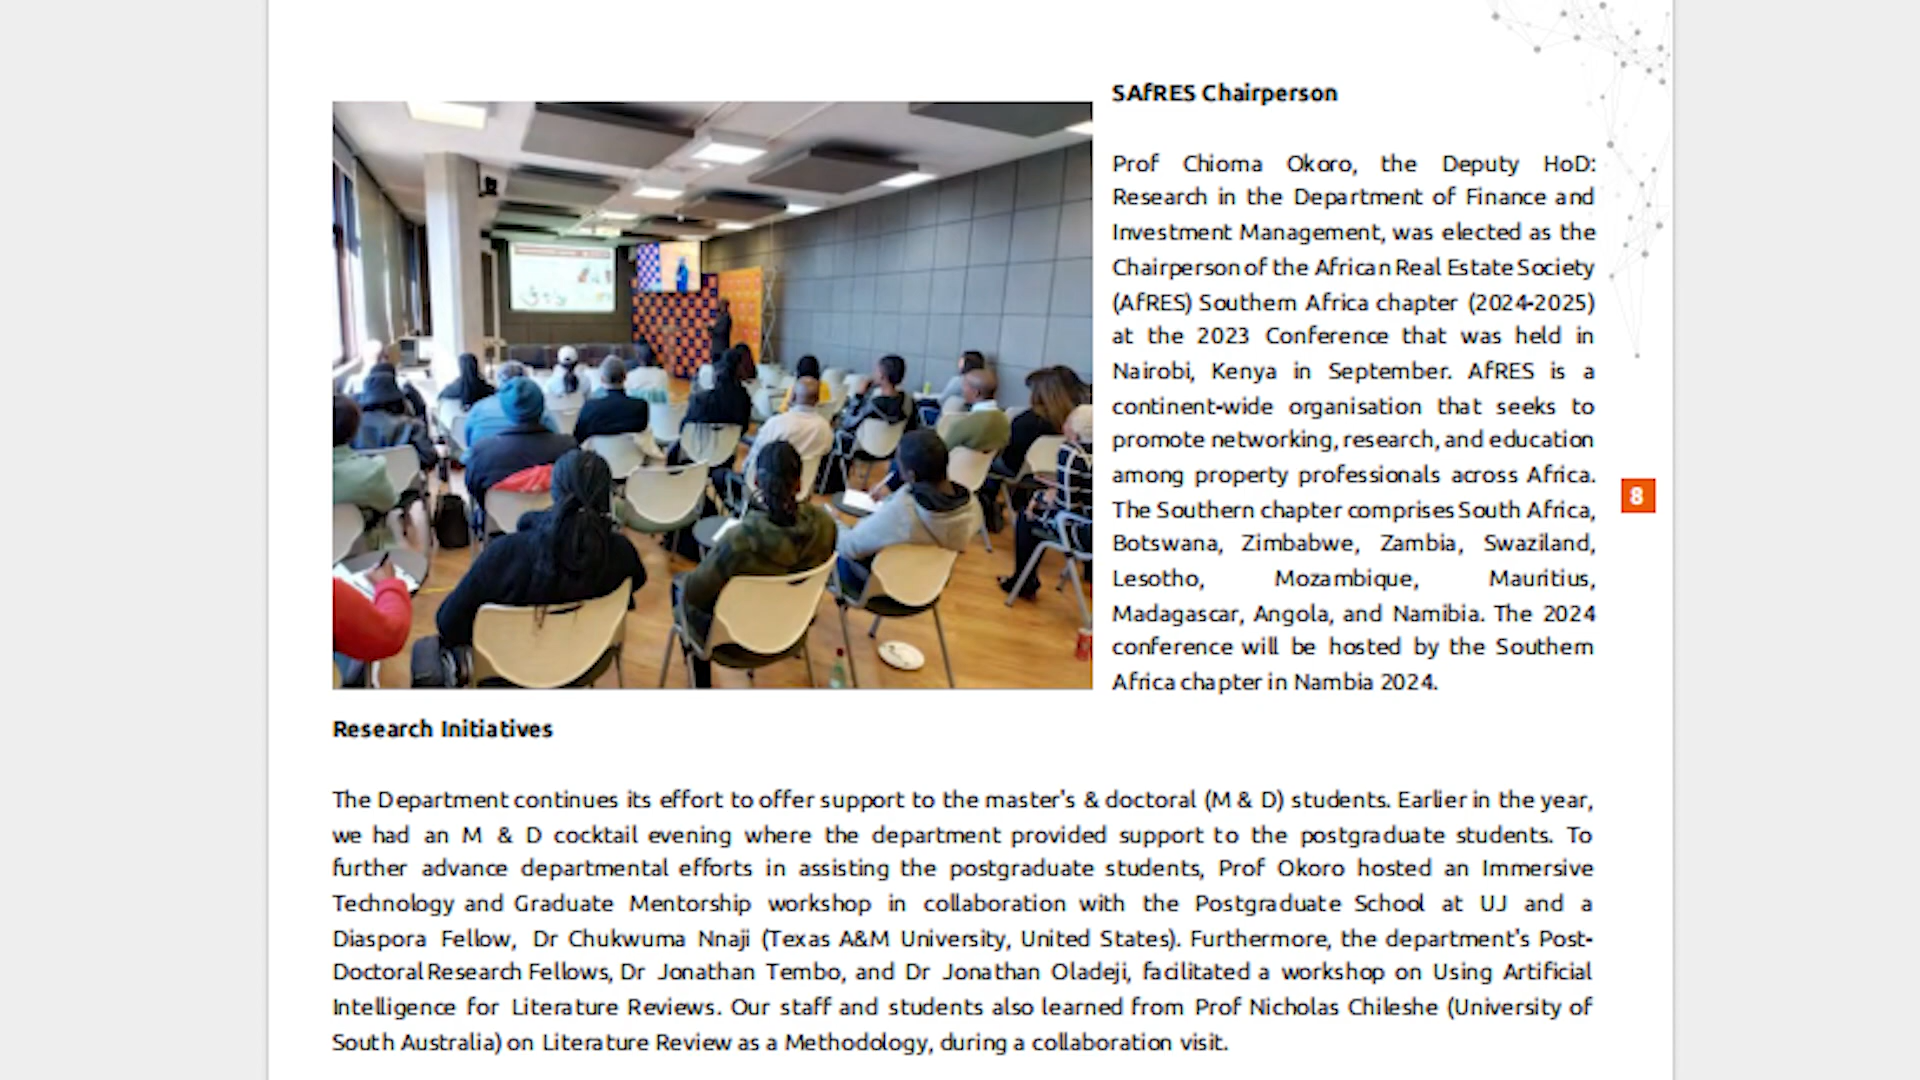 SAfRES Chairperson
Prof Chioma Okoro, the Deputy HoD:
Research in the Department of Finance and
Investment Management, was elected as the
Chairperson of the African Real Estate Society
(AfRES) Southern Africa chapter (2024-2025)
at the 2023 Conference that was held in
Nairobi, Kenya in September. AfRES is a
continent-wide organisation that seeks to
promote networking, research, and education
among property professionals across Africa.
The Southern chapter comprises South Africa,
Botswana, Zimbabwe, Zambia, Swaziland,
Lesotho, Mozambique, Mauritius,
Madagascar, Angola, and Namibia. The 2024
conference will be hosted by the Southern
Africa chapter in Nambia 2024.
8
Research Initiatives
The Department continues its effort to offer support to the master's & doctoral (M & D) students. Earlier in the year,
we had an M & D cocktail evening where the department provided support to the postgraduate students. To
further advance departmental efforts in assisting the postgraduate students, Prof Okoro hosted an Immersive
Technology and Graduate Mentorship workshop in collaboration with the Postgraduate School at UJ and a
Diaspora Fellow, Dr Chukwuma Nnaji (Texas A&M University, United States). Furthermore, the department's Post-
Doctoral Research Fellows, Dr Jonathan Tembo, and Dr Jonathan Oladeji, facilitated a workshop on Using Artificial
Intelligence for Literature Reviews. Our staff and students also learned from Prof Nicholas Chileshe (University of
South Australia) on Literature Review as a Methodology, during a collaboration visit.